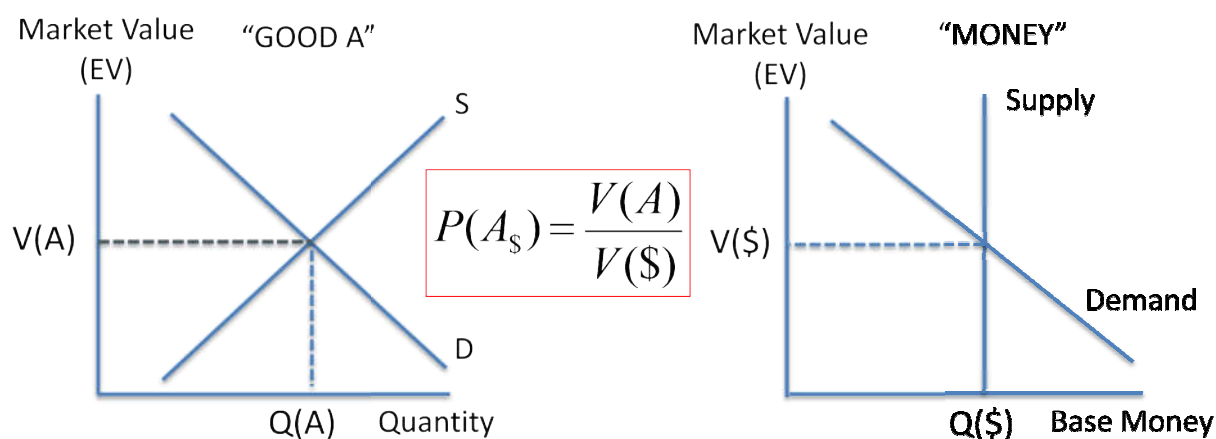 Market Value
(EV)
“GOOD A”
S
V(A)
D
Q(A)
Quantity
P(A$) = V(A)
V($)
Market Value
(EV)
“MONEY”
Supply
V($)
Demand
Q($)
Base Money